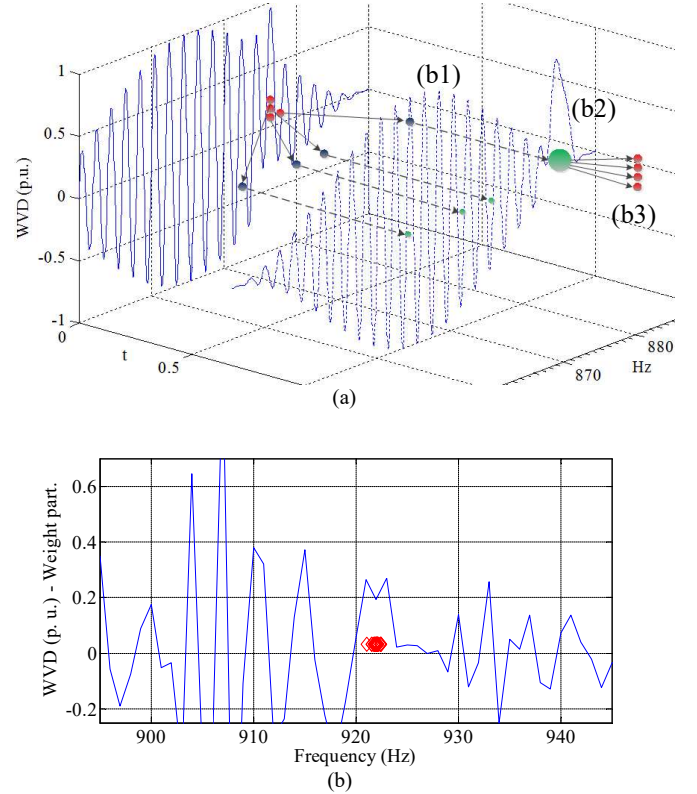 (b1)
(b2)
(b3)
WVD (p.u.)
1
0.5
0
-0.5
-1
0
t
0.5
870
880
Hz
(a)
WVD (p. u.) - Weight part.
0.6
0.4
0.2
0
-0.2
900 910 920 930 940
Frequency (Hz)
(b)